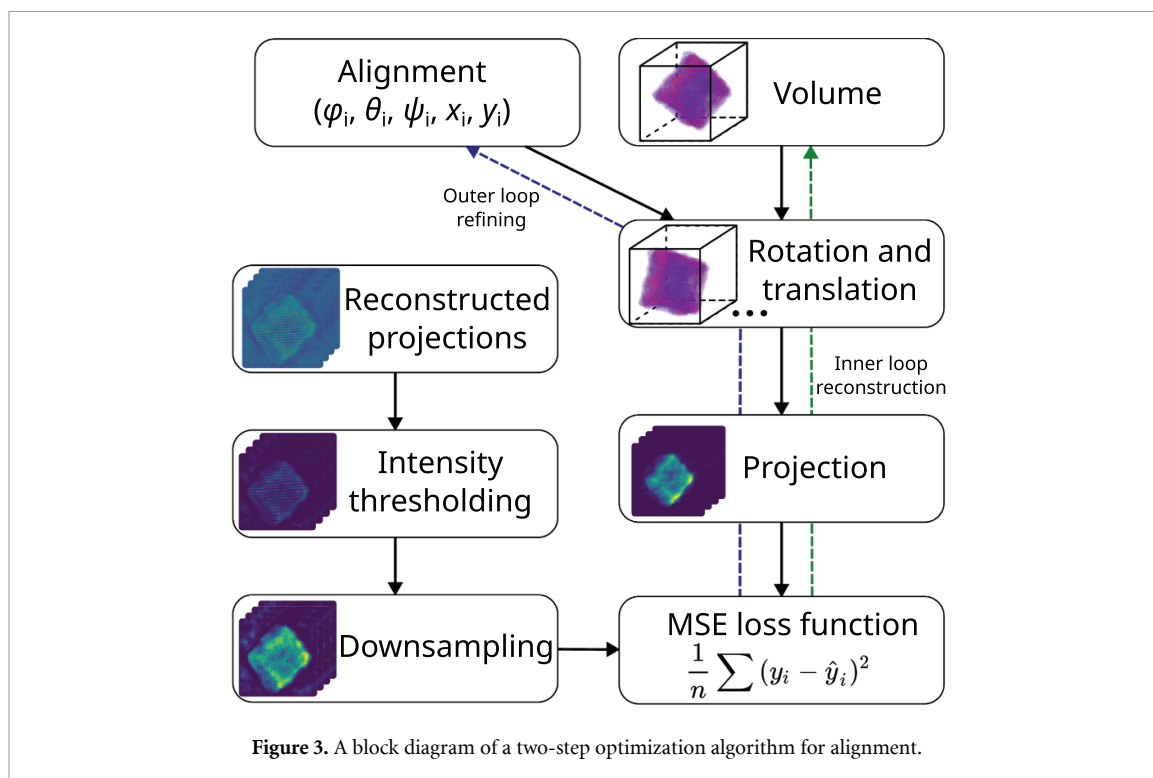 Alignment
(φi, θi, ψi, xi, yi)
Volume
Outer loop
refining
Rotation and
translation
Reconstructed
projections
Inner loop
reconstruction
Intensity
thresholding
Projection
Downsampling
MSE loss function
1/n ∑ (yi − ŷi)²
Figure 3. A block diagram of a two-step optimization algorithm for alignment.